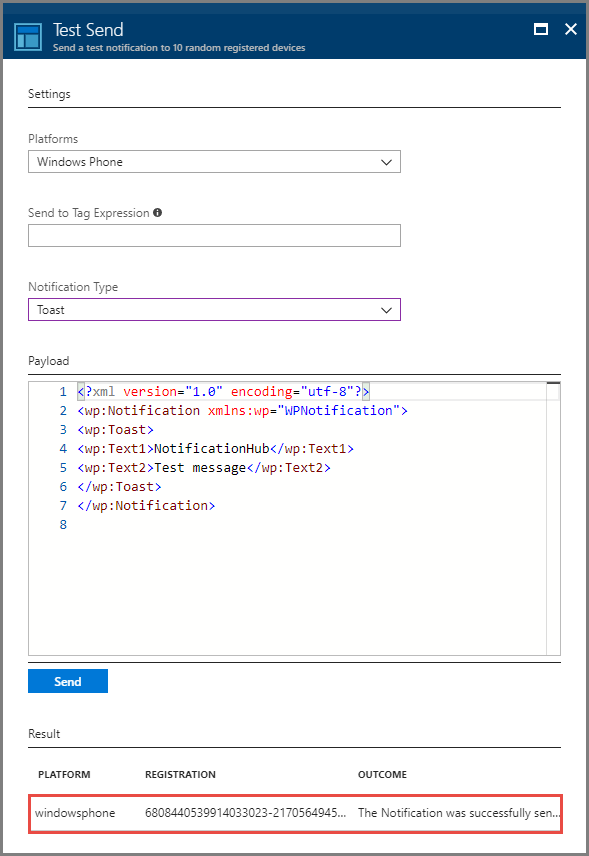 Test Send
Send a test notification to 10 random registered devices
Settings
Platforms
Windows Phone
Send to Tag Expression
Notification Type
Toast
Payload
1 <?xml version="1.0" encoding="utf-8"?>
2 <wp:Notification xmlns:wp="WPNotification">
3 <wp:Toast>
4 <wp:Text1>NotificationHub</wp:Text1>
5 <wp:Text2>Test message</wp:Text2>
6 </wp:Toast>
7 </wp:Notification>
8
Send
Result
PLATFORM REGISTRATION OUTCOME
windowsphone 6808440539914033023-2170564945... The Notification was successfully sen...